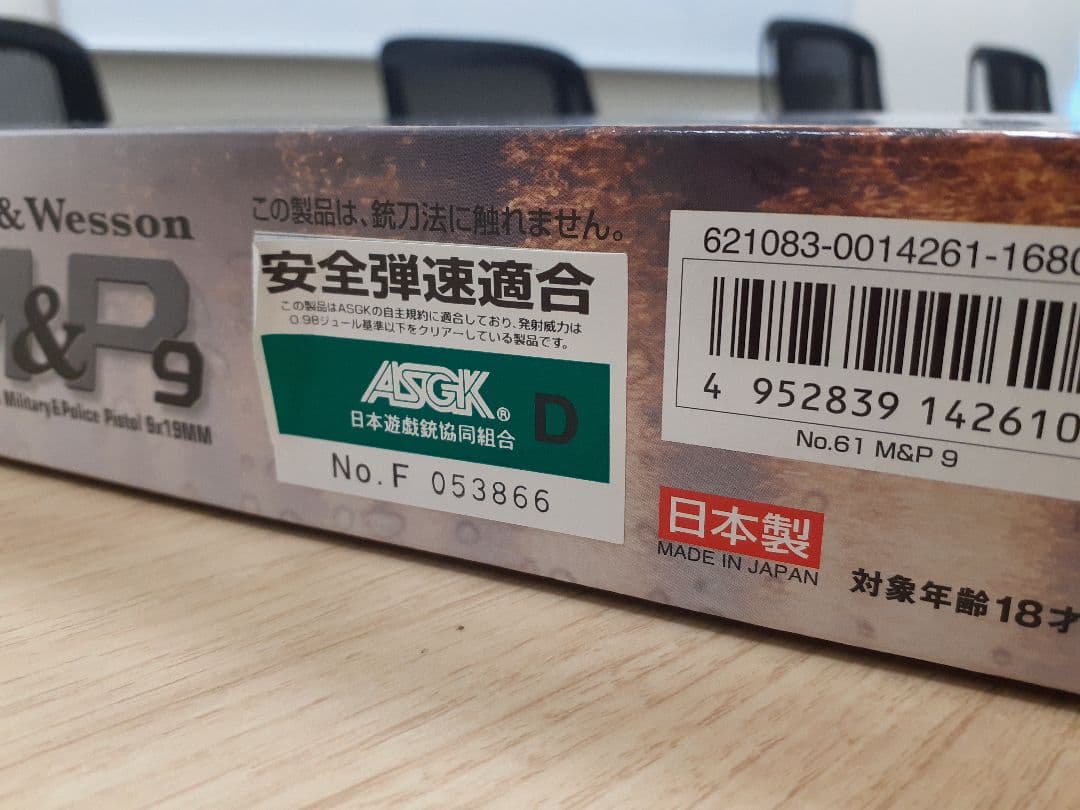 &Wesson
M&P9
Military&Police Pistol 9x19MM
この製品は、銃刀法に触れません。
安全弾速適合
この製品はASGKの自主規約に適合しており、発射威力は
0.98ジュール基準以下をクリアーしている製品です。
ASGK® D
日本遊戯銃協同組合
No.F 053866
621083-0014261-1680
4 952839 142610
No.61 M&P 9
日本製
MADE IN JAPAN
対象年齢18才